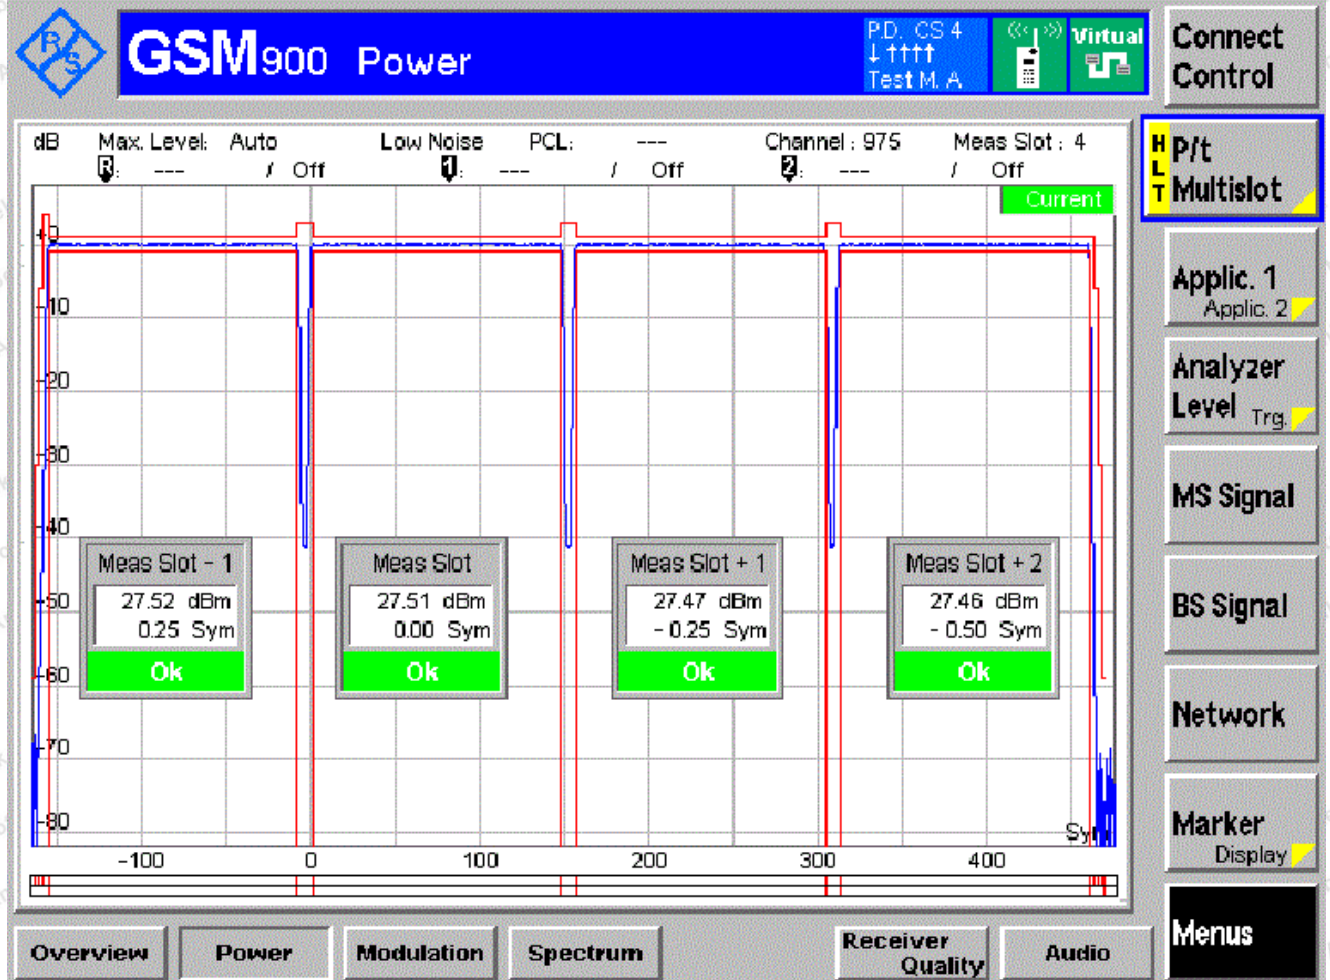 R/S
GSM900 Power
P.D. CS 4
↓↑↑↑↑
Test M. A
Virtual
Connect
Control
dB Max. Level: Auto Low Noise PCL: --- Channel : 975 Meas Slot : 4
R: --- / Off 1: --- / Off 2: --- / Off
Current
HLT
P/t
Multislot
Applic. 1
Applic. 2
Analyzer
Level Trg.
MS Signal
BS Signal
Network
Marker
Display
Menus
-10
-20
-30
-40
-50
-60
-70
-80
Meas Slot - 1
27.52 dBm
0.25 Sym
Ok
Meas Slot
27.51 dBm
0.00 Sym
Ok
Meas Slot + 1
27.47 dBm
- 0.25 Sym
Ok
Meas Slot + 2
27.46 dBm
- 0.50 Sym
Ok
-100 0 100 200 300 400
Overview Power Modulation Spectrum Receiver Quality Audio